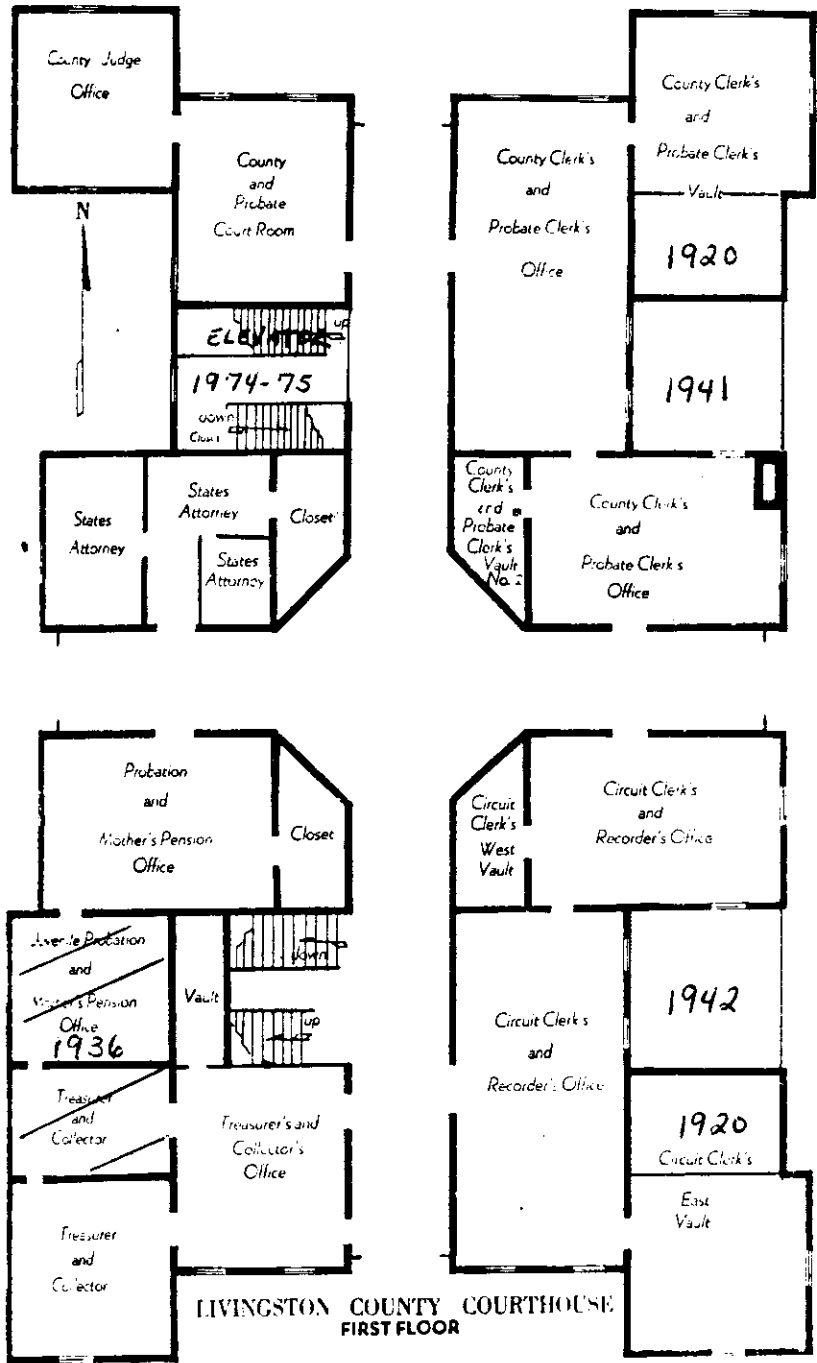 County Judge
Office
County
and
Probate
Court Room
N
ELEVATOR
up
1974-75
down
Closet
States
Attorney
States
Attorney
States
Attorney
Closet
County Clerk's
and
Probate Clerk's
Office
County Clerk's
and
Probate Clerk's
Vault
1920
1941
County
Clerk's
and
Probate
Clerk's
Vault
No. 2
County Clerk's
and
Probate Clerk's
Office
Probation
and
Mother's Pension
Office
Closet
Juvenile Probation
and
Mother's Pension
Office
1936
Vault
down
up
Treasurer
and
Collector
Treasurer's and
Collector's
Office
Treasurer
and
Collector
Circuit
Clerk's
West
Vault
Circuit Clerk's
and
Recorder's Office
Circuit Clerk's
and
Recorder's Office
1942
1920
Circuit Clerk's
East
Vault
LIVINGSTON COUNTY COURTHOUSE
FIRST FLOOR